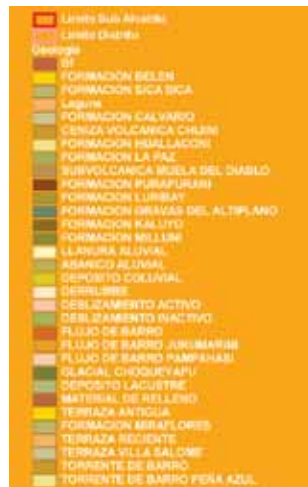 Limite Sub Alcaldia
Limite Distrito
Geologia
Bf
FORMACION BELEN
FORMACION SICA SICA
Laguna
FORMACION CALVARIO
CENIZA VOLCANICA CHIJINI
FORMACION HUALLACONI
FORMACION LA PAZ
SUBVOLCANICA MUELA DEL DIABLO
FORMACION PURAPURANI
FORMACION LURIBAY
FORMACION GRAVAS DEL ALTIPLANO
FORMACION KALUYO
FORMACION MILLUNI
LLANURA ALUVIAL
ABANICO ALUVIAL
DEPOSITO COLUVIAL
DERRUMBE
DESLIZAMIENTO ACTIVO
DESLIZAMIENTO INACTIVO
FLUJO DE BARRO
FLUJO DE BARRO JUKUMARINI
FLUJO DE BARRO PAMPAHASI
GLACIAL CHOQUEYAPU
DEPOSITO LACUSTRE
MATERIAL DE RELLENO
TERRAZA ANTIGUA
FORMACION MIRAFLORES
TERRAZA RECIENTE
TERRAZA VILLA SALOME
TORRENTE DE BARRO
TORRENTE DE BARRO PEÑA AZUL